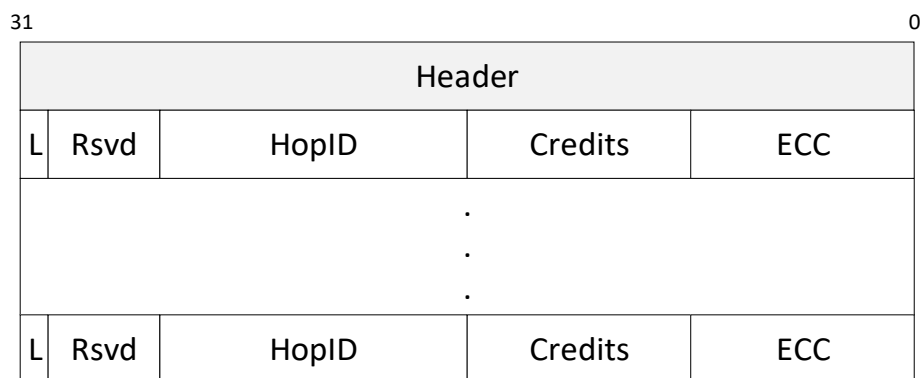 31 0
Header
L Rsvd HopID Credits ECC
.
.
.
L Rsvd HopID Credits ECC